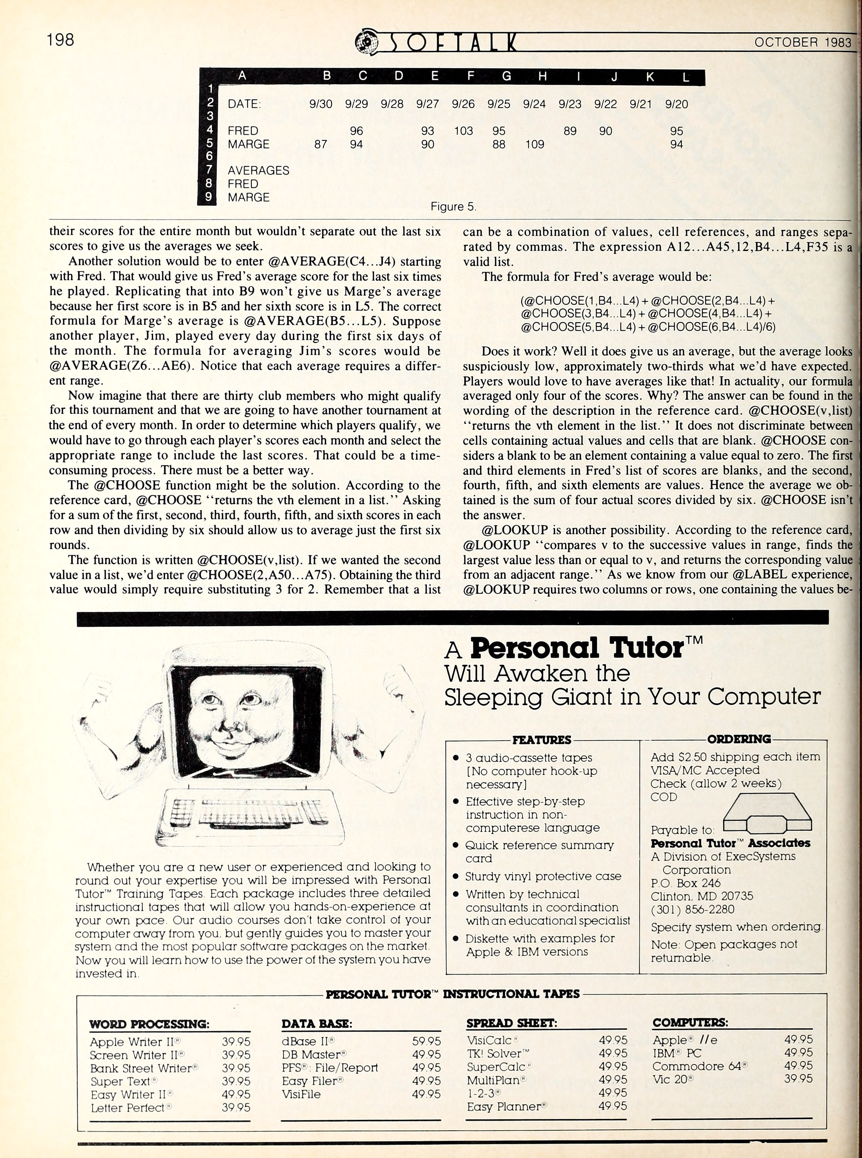 198
SOFTALK
OCTOBER 1983
A B C D E F G H I J K L
1
2 DATE: 9/30 9/29 9/28 9/27 9/26 9/25 9/24 9/23 9/22 9/21 9/20
3
4 FRED 96 93 103 95 89 90 95
5 MARGE 87 94 90 88 109 94
6
7 AVERAGES
8 FRED
9 MARGE
Figure 5.
their scores for the entire month but wouldn't separate out the last six
scores to give us the averages we seek.
Another solution would be to enter @AVERAGE(C4...J4) starting
with Fred. That would give us Fred's average score for the last six times
he played. Replicating that into B9 won't give us Marge's average
because her first score is in B5 and her sixth score is in L5. The correct
formula for Marge's average is @AVERAGE(B5...L5). Suppose
another player, Jim, played every day during the first six days of
the month. The formula for averaging Jim's scores would be
@AVERAGE(Z6...AE6). Notice that each average requires a differ-
ent range.
Now imagine that there are thirty club members who might qualify
for this tournament and that we are going to have another tournament at
the end of every month. In order to determine which players qualify, we
would have to go through each player's scores each month and select the
appropriate range to include the last scores. That could be a time-
consuming process. There must be a better way.
The @CHOOSE function might be the solution. According to the
reference card, @CHOOSE "returns the vth element in a list." Asking
for a sum of the first, second, third, fourth, fifth, and sixth scores in each
row and then dividing by six should allow us to average just the first six
rounds.
The function is written @CHOOSE(v,list). If we wanted the second
value in a list, we'd enter @CHOOSE(2,A50...A75). Obtaining the third
value would simply require substituting 3 for 2. Remember that a list
can be a combination of values, cell references, and ranges sepa-
rated by commas. The expression A12...A45,12,B4...L4,F35 is a
valid list.
The formula for Fred's average would be:
(@CHOOSE(1,B4...L4) + @CHOOSE(2,B4...L4) +
@CHOOSE(3,B4...L4) + @CHOOSE(4,B4...L4) +
@CHOOSE(5,B4...L4) + @CHOOSE(6,B4...L4)/6)
Does it work? Well it does give us an average, but the average looks
suspiciously low, approximately two-thirds what we'd have expected.
Players would love to have averages like that! In actuality, our formula
averaged only four of the scores. Why? The answer can be found in the
wording of the description in the reference card. @CHOOSE(v,list)
"returns the vth element in the list." It does not discriminate between
cells containing actual values and cells that are blank. @CHOOSE con-
siders a blank to be an element containing a value equal to zero. The first
and third elements in Fred's list of scores are blanks, and the second,
fourth, fifth, and sixth elements are values. Hence the average we ob-
tained is the sum of four actual scores divided by six. @CHOOSE isn't
the answer.
@LOOKUP is another possibility. According to the reference card,
@LOOKUP "compares v to the successive values in range, finds the
largest value less than or equal to v, and returns the corresponding value
from an adjacent range." As we know from our @LABEL experience,
@LOOKUP requires two columns or rows, one containing the values be-
A Personal Tutor™
Will Awaken the
Sleeping Giant in Your Computer
Whether you are a new user or experienced and looking to
round out your expertise you will be impressed with Personal
Tutor™ Training Tapes. Each package includes three detailed
instructional tapes that will allow you hands-on-experience at
your own pace. Our audio courses don't take control of your
computer away from you, but gently guides you to master your
system and the most popular software packages on the market.
Now you will learn how to use the power of the system you have
invested in.
FEATURES
• 3 audio-cassette tapes
[No computer hook-up
necessary]
• Effective step-by-step
instruction in non-
computerese language
• Quick reference summary
card
• Sturdy vinyl protective case
• Written by technical
consultants in coordination
with an educational specialist
• Diskette with examples for
Apple & IBM versions
ORDERING
Add $2.50 shipping each item
VISA/MC Accepted
Check (allow 2 weeks)
COD
Payable to:
Personal Tutor™ Associates
A Division of ExecSystems
Corporation
P.O. Box 246
Clinton, MD 20735
(301) 856-2280
Specify system when ordering.
Note: Open packages not
returnable.
PERSONAL TUTOR™ INSTRUCTIONAL TAPES
WORD PROCESSING:
Apple Writer II® 39.95
Screen Writer II® 39.95
Bank Street Writer® 39.95
Super Text® 39.95
Easy Writer II® 49.95
Letter Perfect® 39.95
DATA BASE:
dBase II® 59.95
DB Master® 49.95
PFS®: File/Report 49.95
Easy Filer® 49.95
VisiFile 49.95
SPREAD SHEET:
VisiCalc® 49.95
TK! Solver™ 49.95
SuperCalc® 49.95
MultiPlan® 49.95
1-2-3® 49.95
Easy Planner® 49.95
COMPUTERS:
Apple® //e 49.95
IBM® PC 49.95
Commodore 64® 49.95
Vic 20® 39.95